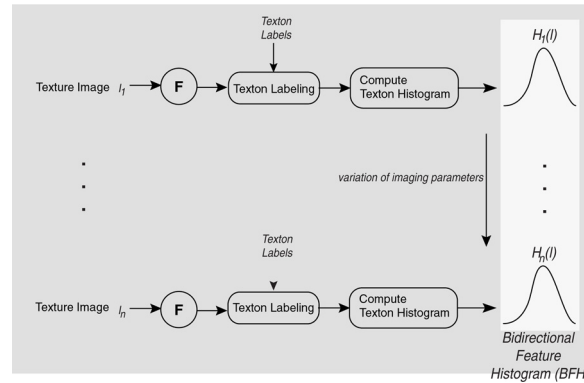 Texton
Labels
H1(l)
Texture Image I1
F
Texton Labeling
Compute
Texton Histogram
variation of imaging parameters
Texton
Labels
Hn(l)
Texture Image In
F
Texton Labeling
Compute
Texton Histogram
Bidirectional
Feature
Histogram (BFH